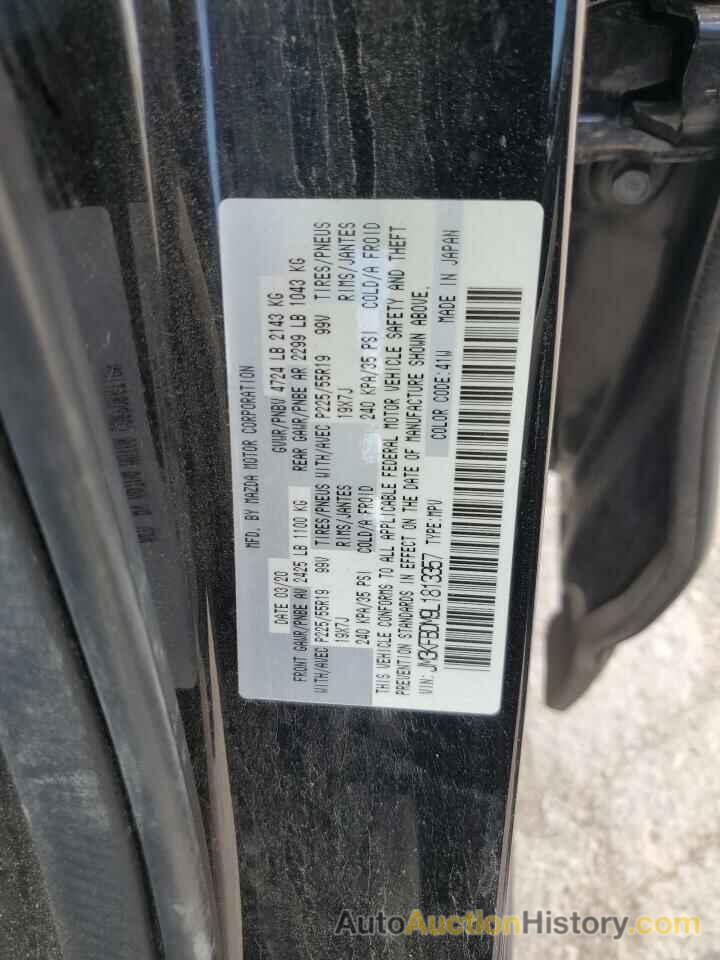 MFD. BY MAZDA MOTOR CORPORATION
DATE 03/20 GVWR/PNBV 4724 LB 2143 KG
FRONT GAWR/PNBE AV 2425 LB 1100 KG REAR GAWR/PNBE AR 2299 LB 1043 KG
WITH/AVEC P225/55R19 99V TIRES/PNEUS WITH/AVEC P225/55R19 99V TIRES/PNEUS
19X7J RIMS/JANTES 19X7J RIMS/JANTES
240 KPA/35 PSI COLD/A FROID 240 KPA/35 PSI COLD/A FROID
THIS VEHICLE CONFORMS TO ALL APPLICABLE FEDERAL MOTOR VEHICLE SAFETY AND THEFT
PREVENTION STANDARDS IN EFFECT ON THE DATE OF MANUFACTURE SHOWN ABOVE.
VIN: JM3KFBDM9L1813357 TYPE:MPV COLOR CODE:41W MADE IN JAPAN
AutoAuctionHistory.com